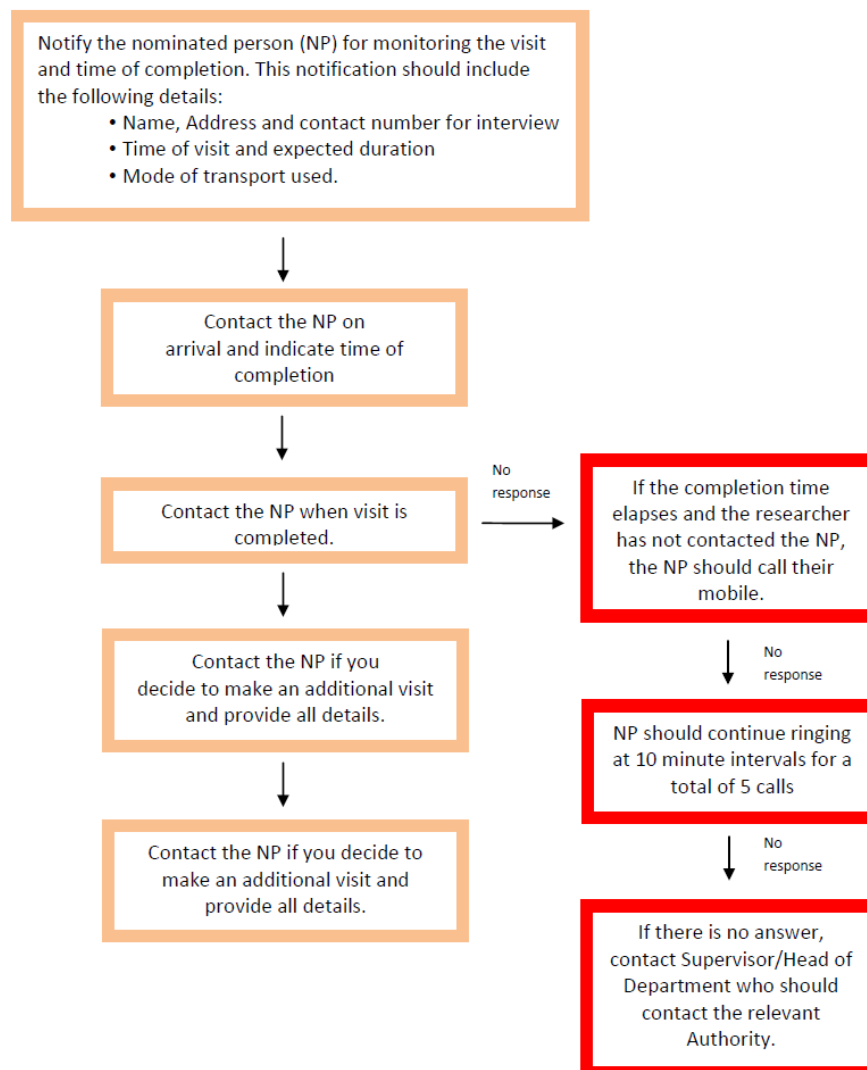 Notify the nominated person (NP) for monitoring the visit
and time of completion. This notification should include
the following details:
• Name, Address and contact number for interview
• Time of visit and expected duration
• Mode of transport used.
Contact the NP on
arrival and indicate time of
completion
Contact the NP when visit is
completed.
Contact the NP if you
decide to make an additional visit
and provide all details.
Contact the NP if you decide to
make an additional visit and
provide all details.
No
response
If the completion time
elapses and the researcher
has not contacted the NP,
the NP should call their
mobile.
No
response
NP should continue ringing
at 10 minute intervals for a
total of 5 calls
No
response
If there is no answer,
contact Supervisor/Head of
Department who should
contact the relevant
Authority.